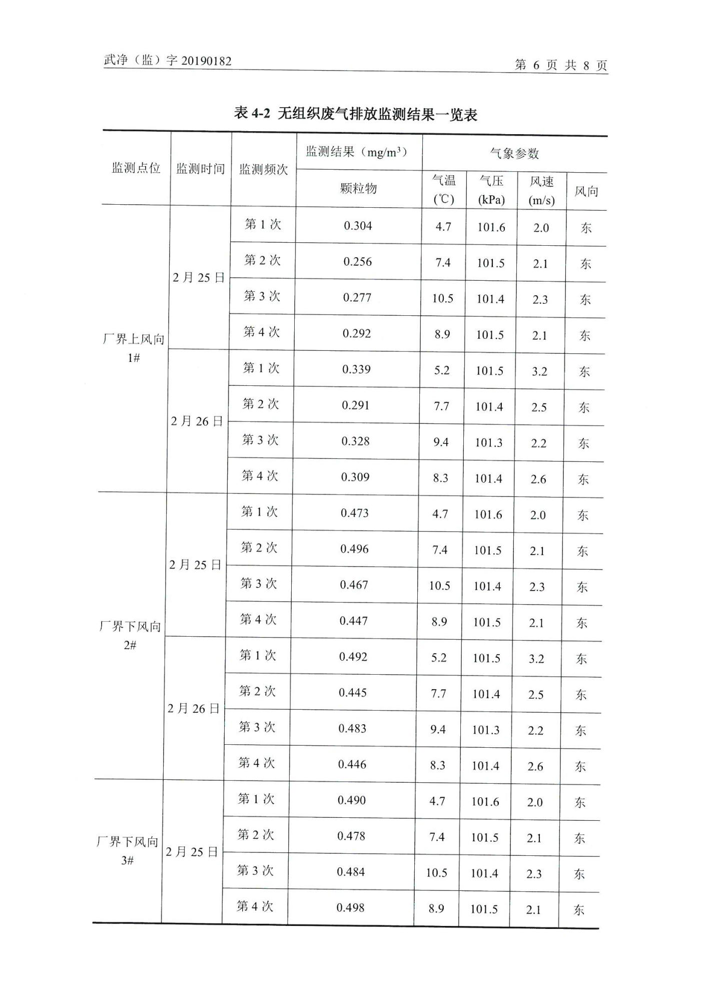 武净（监）字 20190182
第 6 页 共 8 页
表 4-2 无组织废气排放监测结果一览表
监测点位 监测时间 监测频次 监测结果（mg/m³） 气象参数
颗粒物 气温(℃) 气压(kPa) 风速(m/s) 风向
厂界上风向1#
2 月 25 日
第 1 次 0.304 4.7 101.6 2.0 东
第 2 次 0.256 7.4 101.5 2.1 东
第 3 次 0.277 10.5 101.4 2.3 东
第 4 次 0.292 8.9 101.5 2.1 东
2 月 26 日
第 1 次 0.339 5.2 101.5 3.2 东
第 2 次 0.291 7.7 101.4 2.5 东
第 3 次 0.328 9.4 101.3 2.2 东
第 4 次 0.309 8.3 101.4 2.6 东
厂界下风向2#
2 月 25 日
第 1 次 0.473 4.7 101.6 2.0 东
第 2 次 0.496 7.4 101.5 2.1 东
第 3 次 0.467 10.5 101.4 2.3 东
第 4 次 0.447 8.9 101.5 2.1 东
2 月 26 日
第 1 次 0.492 5.2 101.5 3.2 东
第 2 次 0.445 7.7 101.4 2.5 东
第 3 次 0.483 9.4 101.3 2.2 东
第 4 次 0.446 8.3 101.4 2.6 东
厂界下风向3#
2 月 25 日
第 1 次 0.490 4.7 101.6 2.0 东
第 2 次 0.478 7.4 101.5 2.1 东
第 3 次 0.484 10.5 101.4 2.3 东
第 4 次 0.498 8.9 101.5 2.1 东